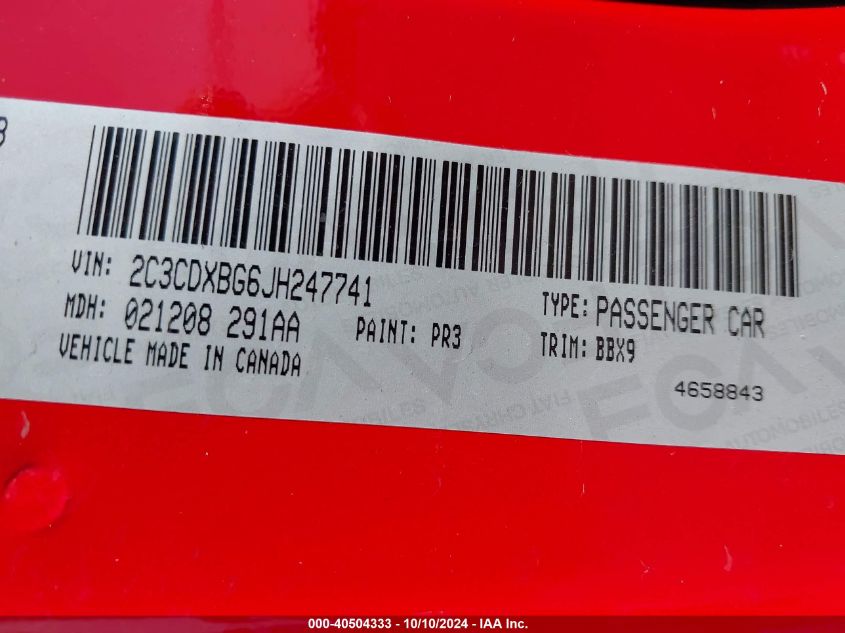 VIN: 2C3CDXBG6JH247741
TYPE: PASSENGER CAR
MDH: 021208 291AA
PAINT: PR3
TRIM: BBX9
VEHICLE MADE IN CANADA
4658843
000-40504333 - 10/10/2024 - IAA Inc.